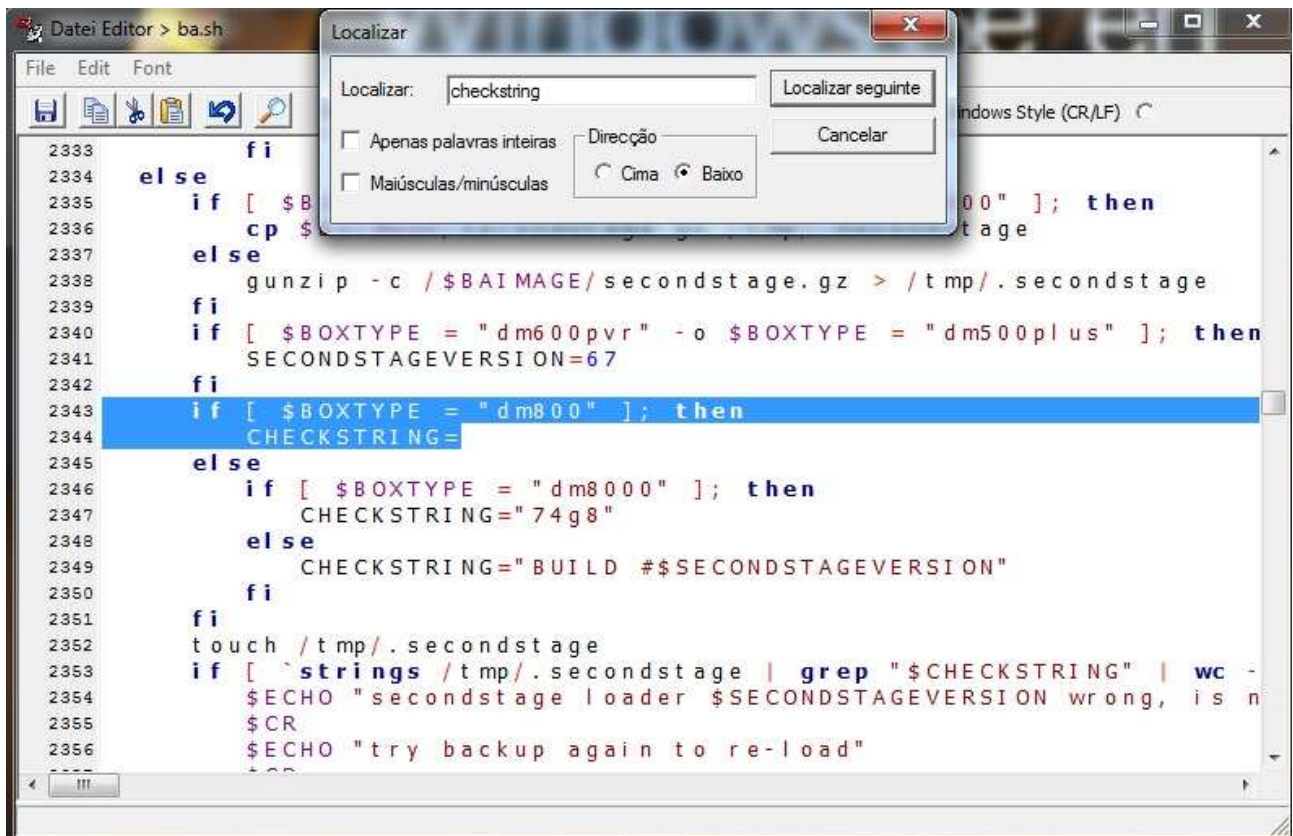 Datei Editor > ba.sh
Localizar
File Edit Font
Localizar: checkstring
Localizar seguinte
Cancelar
Apenas palavras inteiras
Maiúsculas/minúsculas
Direcção
Cima Baixo
Style (CR/LF)
2333 fi
2334 else
2335 if [ $B 00" ]; then
2336 cp $
2337 else
2338 gunzip -c /$BAIMAGE/secondstage.gz > /tmp/.secondstage
2339 fi
2340 if [ $BOXTYPE = "dm600pvr" -o $BOXTYPE = "dm500plus" ]; then
2341 SECONDSTAGEVERSION=67
2342 fi
2343 if [ $BOXTYPE = "dm800" ]; then
2344 CHECKSTRING=
2345 else
2346 if [ $BOXTYPE = "dm8000" ]; then
2347 CHECKSTRING="74g8"
2348 else
2349 CHECKSTRING="BUILD #$SECONDSTAGEVERSION"
2350 fi
2351 fi
2352 touch /tmp/.secondstage
2353 if [ `strings /tmp/.secondstage | grep "$CHECKSTRING" | wc -
2354 $ECHO "secondstage loader $SECONDSTAGEVERSION wrong, is n
2355 $CR
2356 $ECHO "try backup again to re-load"